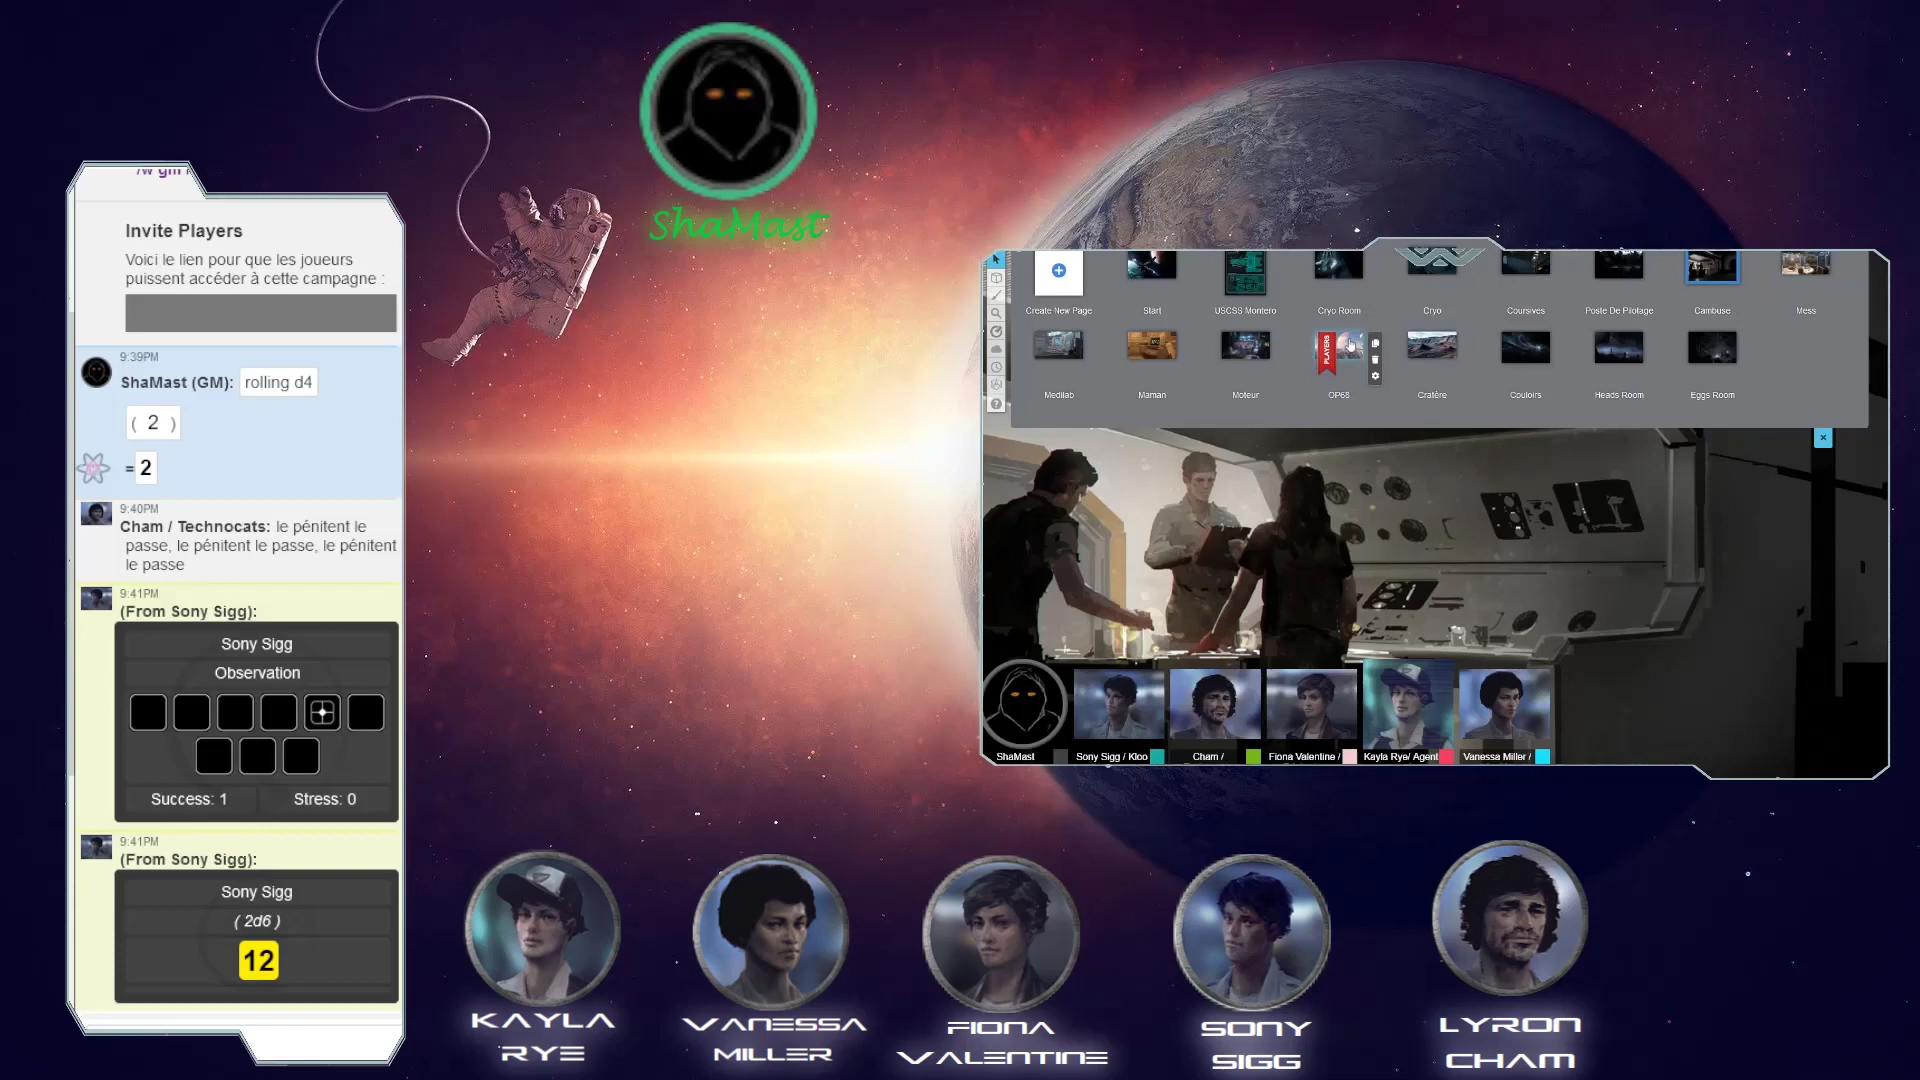 ShaMast
/w gm
Invite Players
Voici le lien pour que les joueurs
puissent accéder à cette campagne :
9:39PM
ShaMast (GM): rolling d4
( 2 )
=2
9:40PM
Cham / Technocats: le pénitent le
passe, le pénitent le passe, le pénitent
le passe
9:41PM
(From Sony Sigg):
Sony Sigg
Observation
Success: 1 Stress: 0
9:41PM
(From Sony Sigg):
Sony Sigg
( 2d6 )
12
Create New Page Start USCSS Montero Cryo Room Cryo Coursives Poste De Pilotage Cambuse Mess
PLAYERS
Medilab Maman Moteur OP68 Cratère Couloirs Heads Room Eggs Room
ShaMast Sony Sigg / Kloo Cham / Fiona Valentine / Kayla Rye/ Agent Vanessa Miller /
KAYLA
RYE
VANESSA
MILLER
FIONA
VALENTINE
SONY
SIGG
LYRON
CHAM